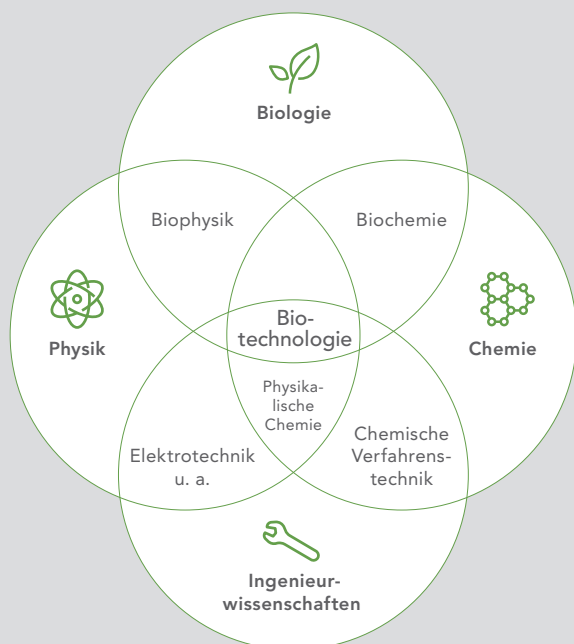 Biologie
Biophysik
Biochemie
Bio-
technologie
Physik
Chemie
Physika-
lische
Chemie
Elektrotechnik
u. a.
Chemische
Verfahrens-
technik
Ingenieur-
wissenschaften